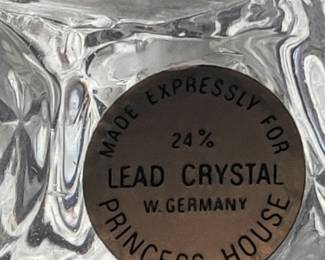 MADE EXPRESSLY FOR
24%
LEAD CRYSTAL
W. GERMANY
PRINCESS HOUSE